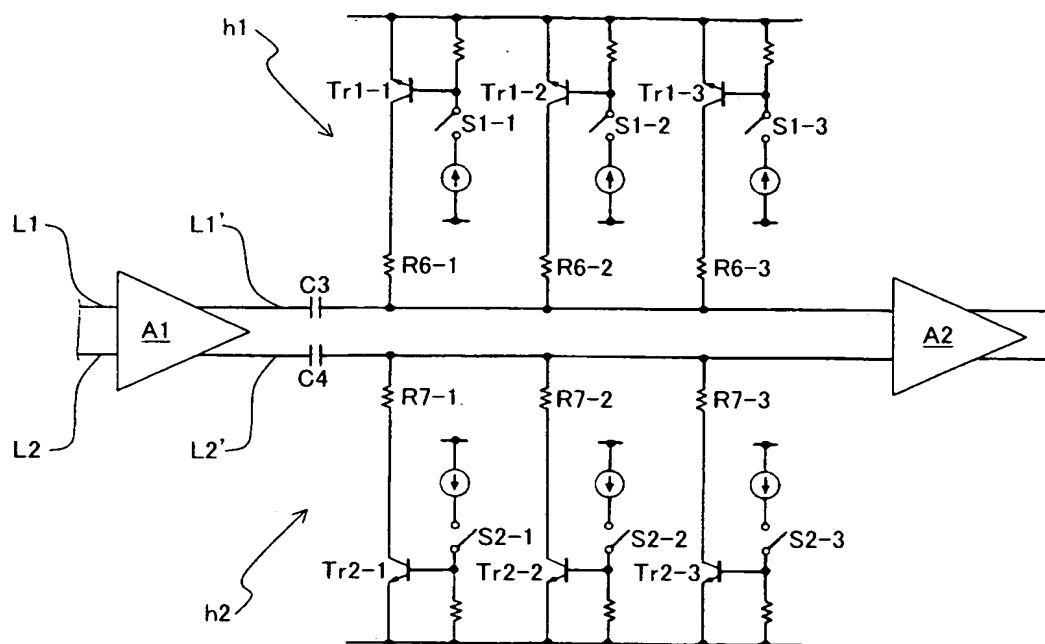 h1
Tr1-1
Tr1-2
Tr1-3
S1-1
S1-2
S1-3
L1
L1'
C3
R6-1
R6-2
R6-3
A1
A2
C4
R7-1
R7-2
R7-3
L2
L2'
S2-1
S2-2
S2-3
Tr2-1
Tr2-2
Tr2-3
h2